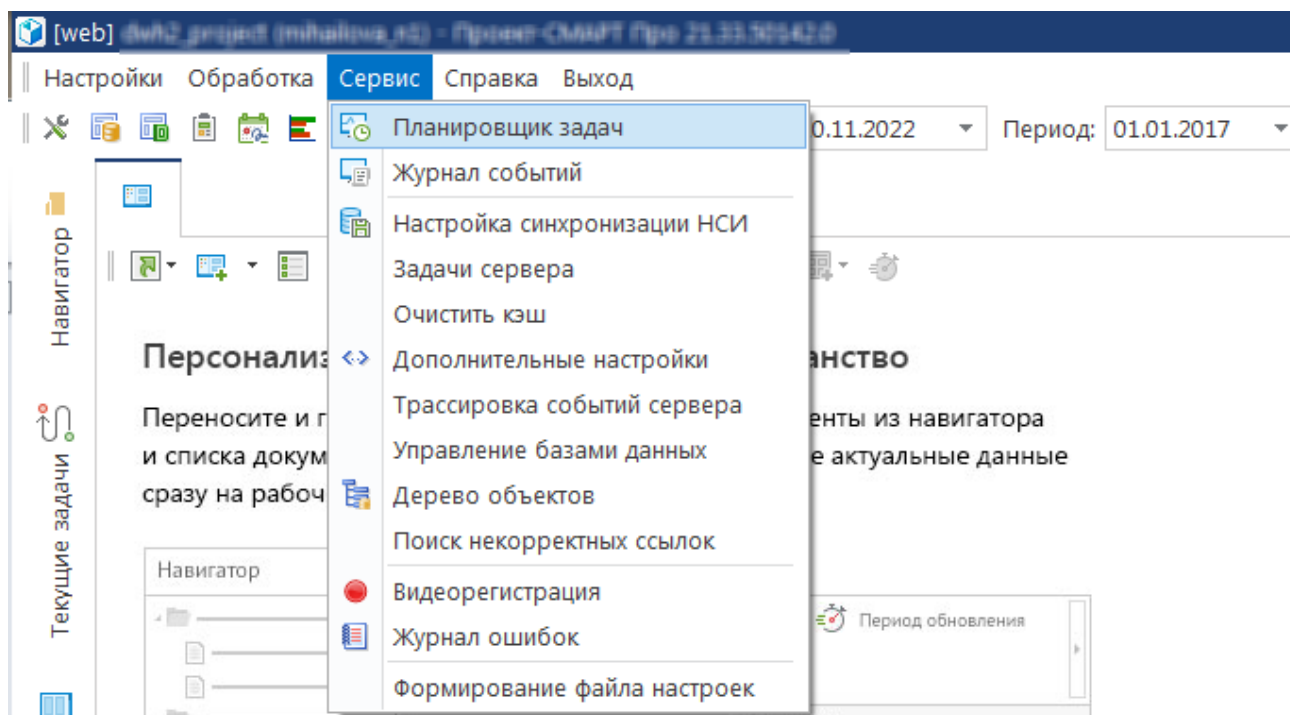 [web]
Настройки Обработка Сервис Справка Выход
Планировщик задач
0.11.2022 Период: 01.01.2017
Журнал событий
Настройка синхронизации НСИ
Задачи сервера
Очистить кэш
Дополнительные настройки
Трассировка событий сервера
Управление базами данных
Дерево объектов
Поиск некорректных ссылок
Видеорегистрация
Журнал ошибок
Формирование файла настроек
Навигатор
Текущие задачи
Персонализ анство
Переносите и г енты из навигатора
и списка докум е актуальные данные
сразу на рабоч
Навигатор
Период обновления